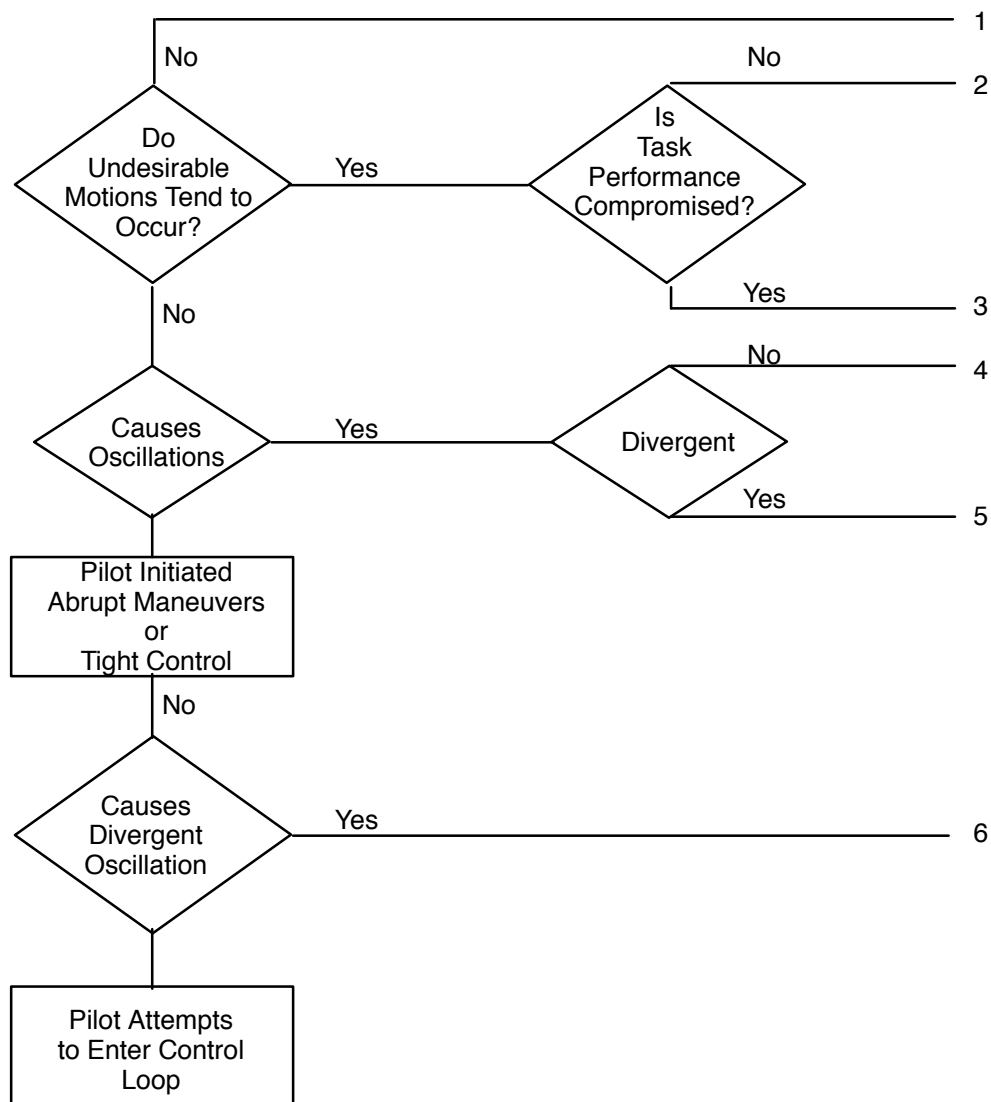 1
No
No
2
Do
Undesirable
Motions Tend to
Occur?
Yes
Is
Task
Performance
Compromised?
Yes
3
No
No
4
Causes
Oscillations
Yes
Divergent
Yes
5
Pilot Initiated
Abrupt Maneuvers
or
Tight Control
No
Causes
Divergent
Oscillation
Yes
6
Pilot Attempts
to Enter Control
Loop